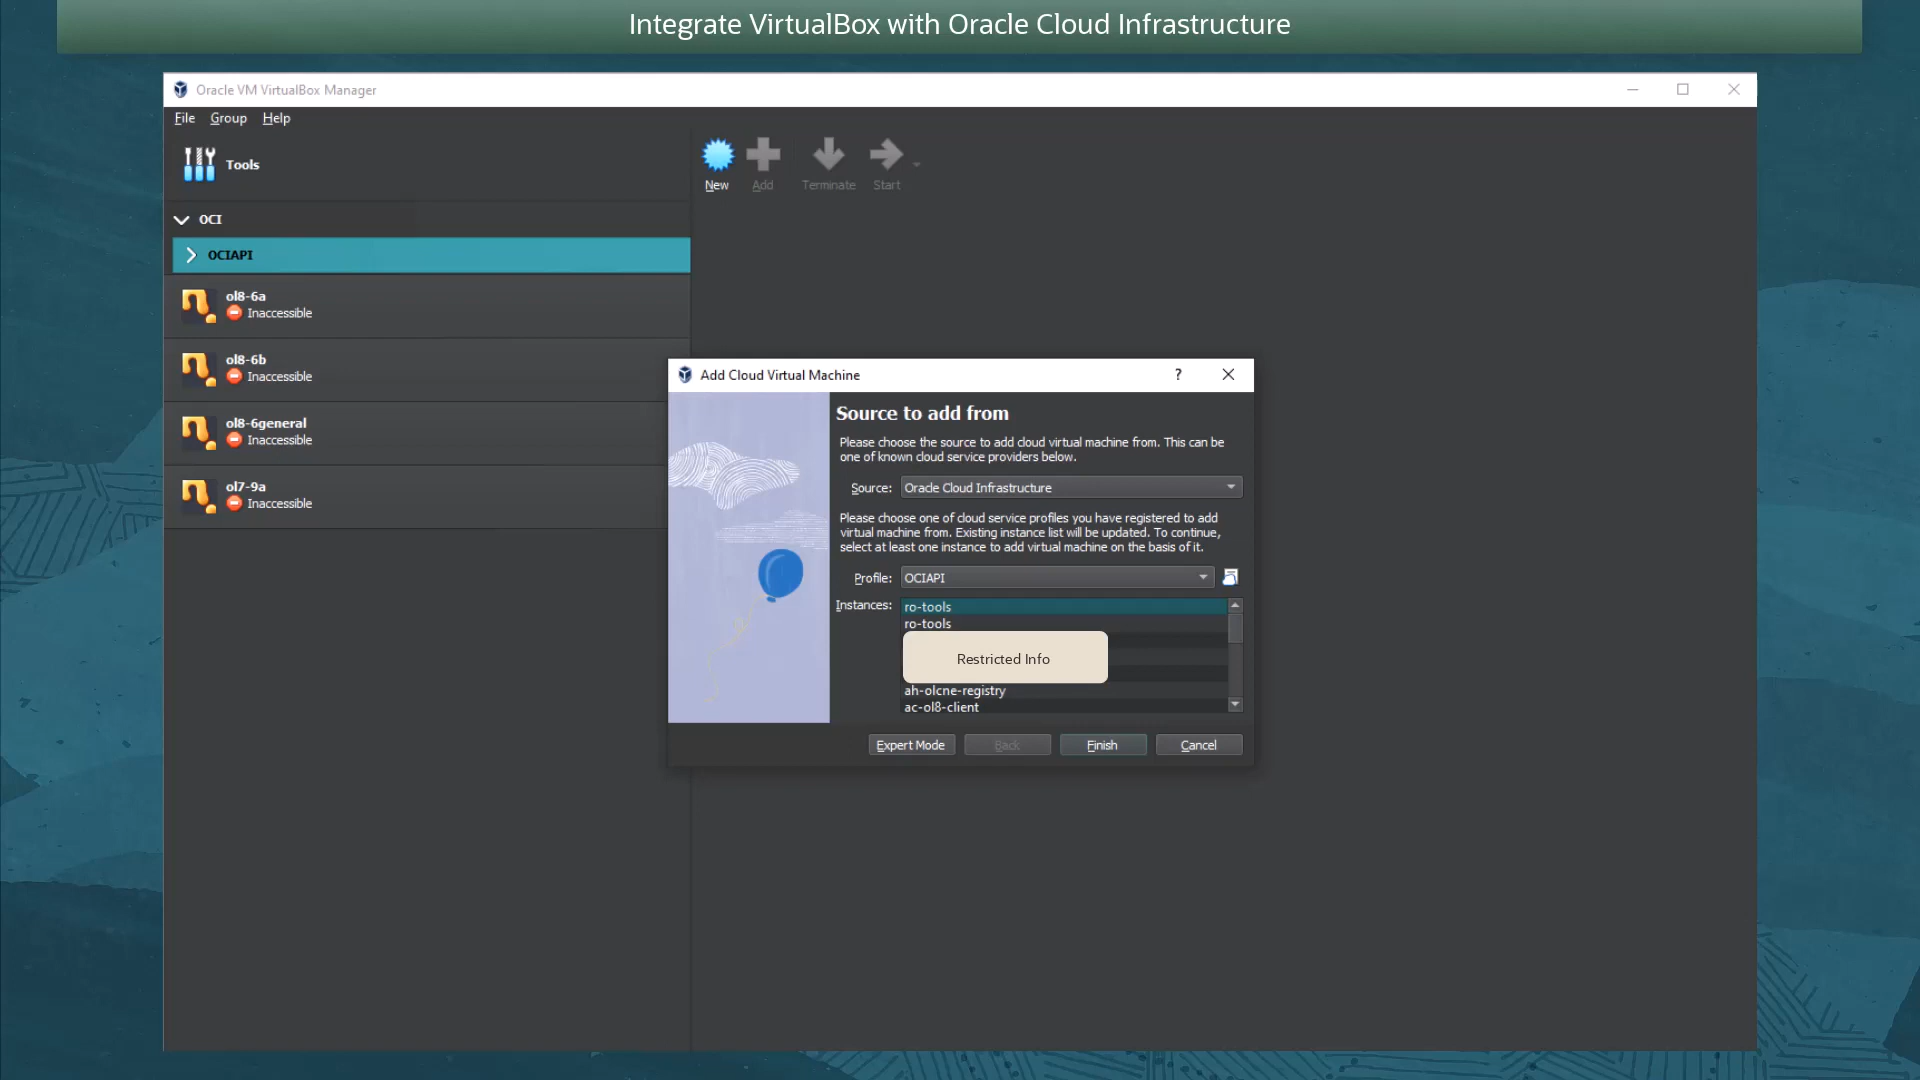 Integrate VirtualBox with Oracle Cloud Infrastructure
Oracle VM VirtualBox Manager
File Group Help
Tools
New Add Terminate Start
OCI
OCIAPI
ol8-6a
Inaccessible
ol8-6b
Inaccessible
ol8-6general
Inaccessible
ol7-9a
Inaccessible
Add Cloud Virtual Machine ?
Source to add from
Please choose the source to add cloud virtual machine from. This can be
one of known cloud service providers below.
Source: Oracle Cloud Infrastructure
Please choose one of cloud service profiles you have registered to add
virtual machine from. Existing instance list will be updated. To continue,
select at least one instance to add virtual machine on the basis of it.
Profile: OCIAPI
Instances: ro-tools
ro-tools
Restricted Info
ah-olcne-registry
ac-ol8-client
Expert Mode Back Finish Cancel